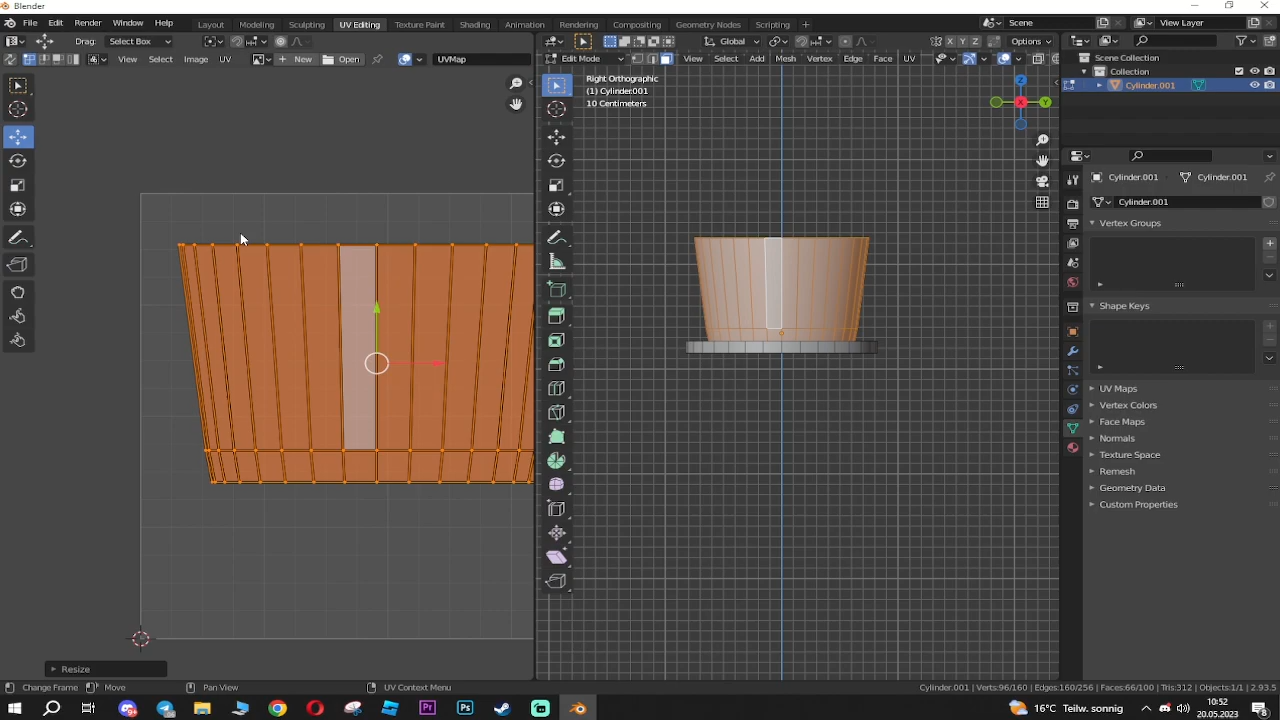 Blender
File Edit Render Window Help
Layout Modeling Sculpting UV Editing Texture Paint Shading Animation Rendering Compositing Geometry Nodes Scripting +
Scene
View Layer
Drag: Select Box
Global
Options
View Select Image UV
New Open
UVMap
Edit Mode View Select Add Mesh Vertex Edge Face UV
Right Orthographic
(1) Cylinder.001
10 Centimeters
Z
Y
X
X Y Z
Scene Collection
Collection
Cylinder.001
Cylinder.001 Cylinder.001
Cylinder.001
Vertex Groups
Shape Keys
UV Maps
Vertex Colors
Face Maps
Normals
Texture Space
Remesh
Geometry Data
Custom Properties
Resize
Change Frame Move Pan View UV Context Menu
Cylinder.001 | Verts:96/160 | Edges:160/256 | Faces:66/100 | Tris:312 | Objects:1/1 | 2.93.5
Pr
Ps
16°C Teilw. sonnig
10:52
20.05.2023